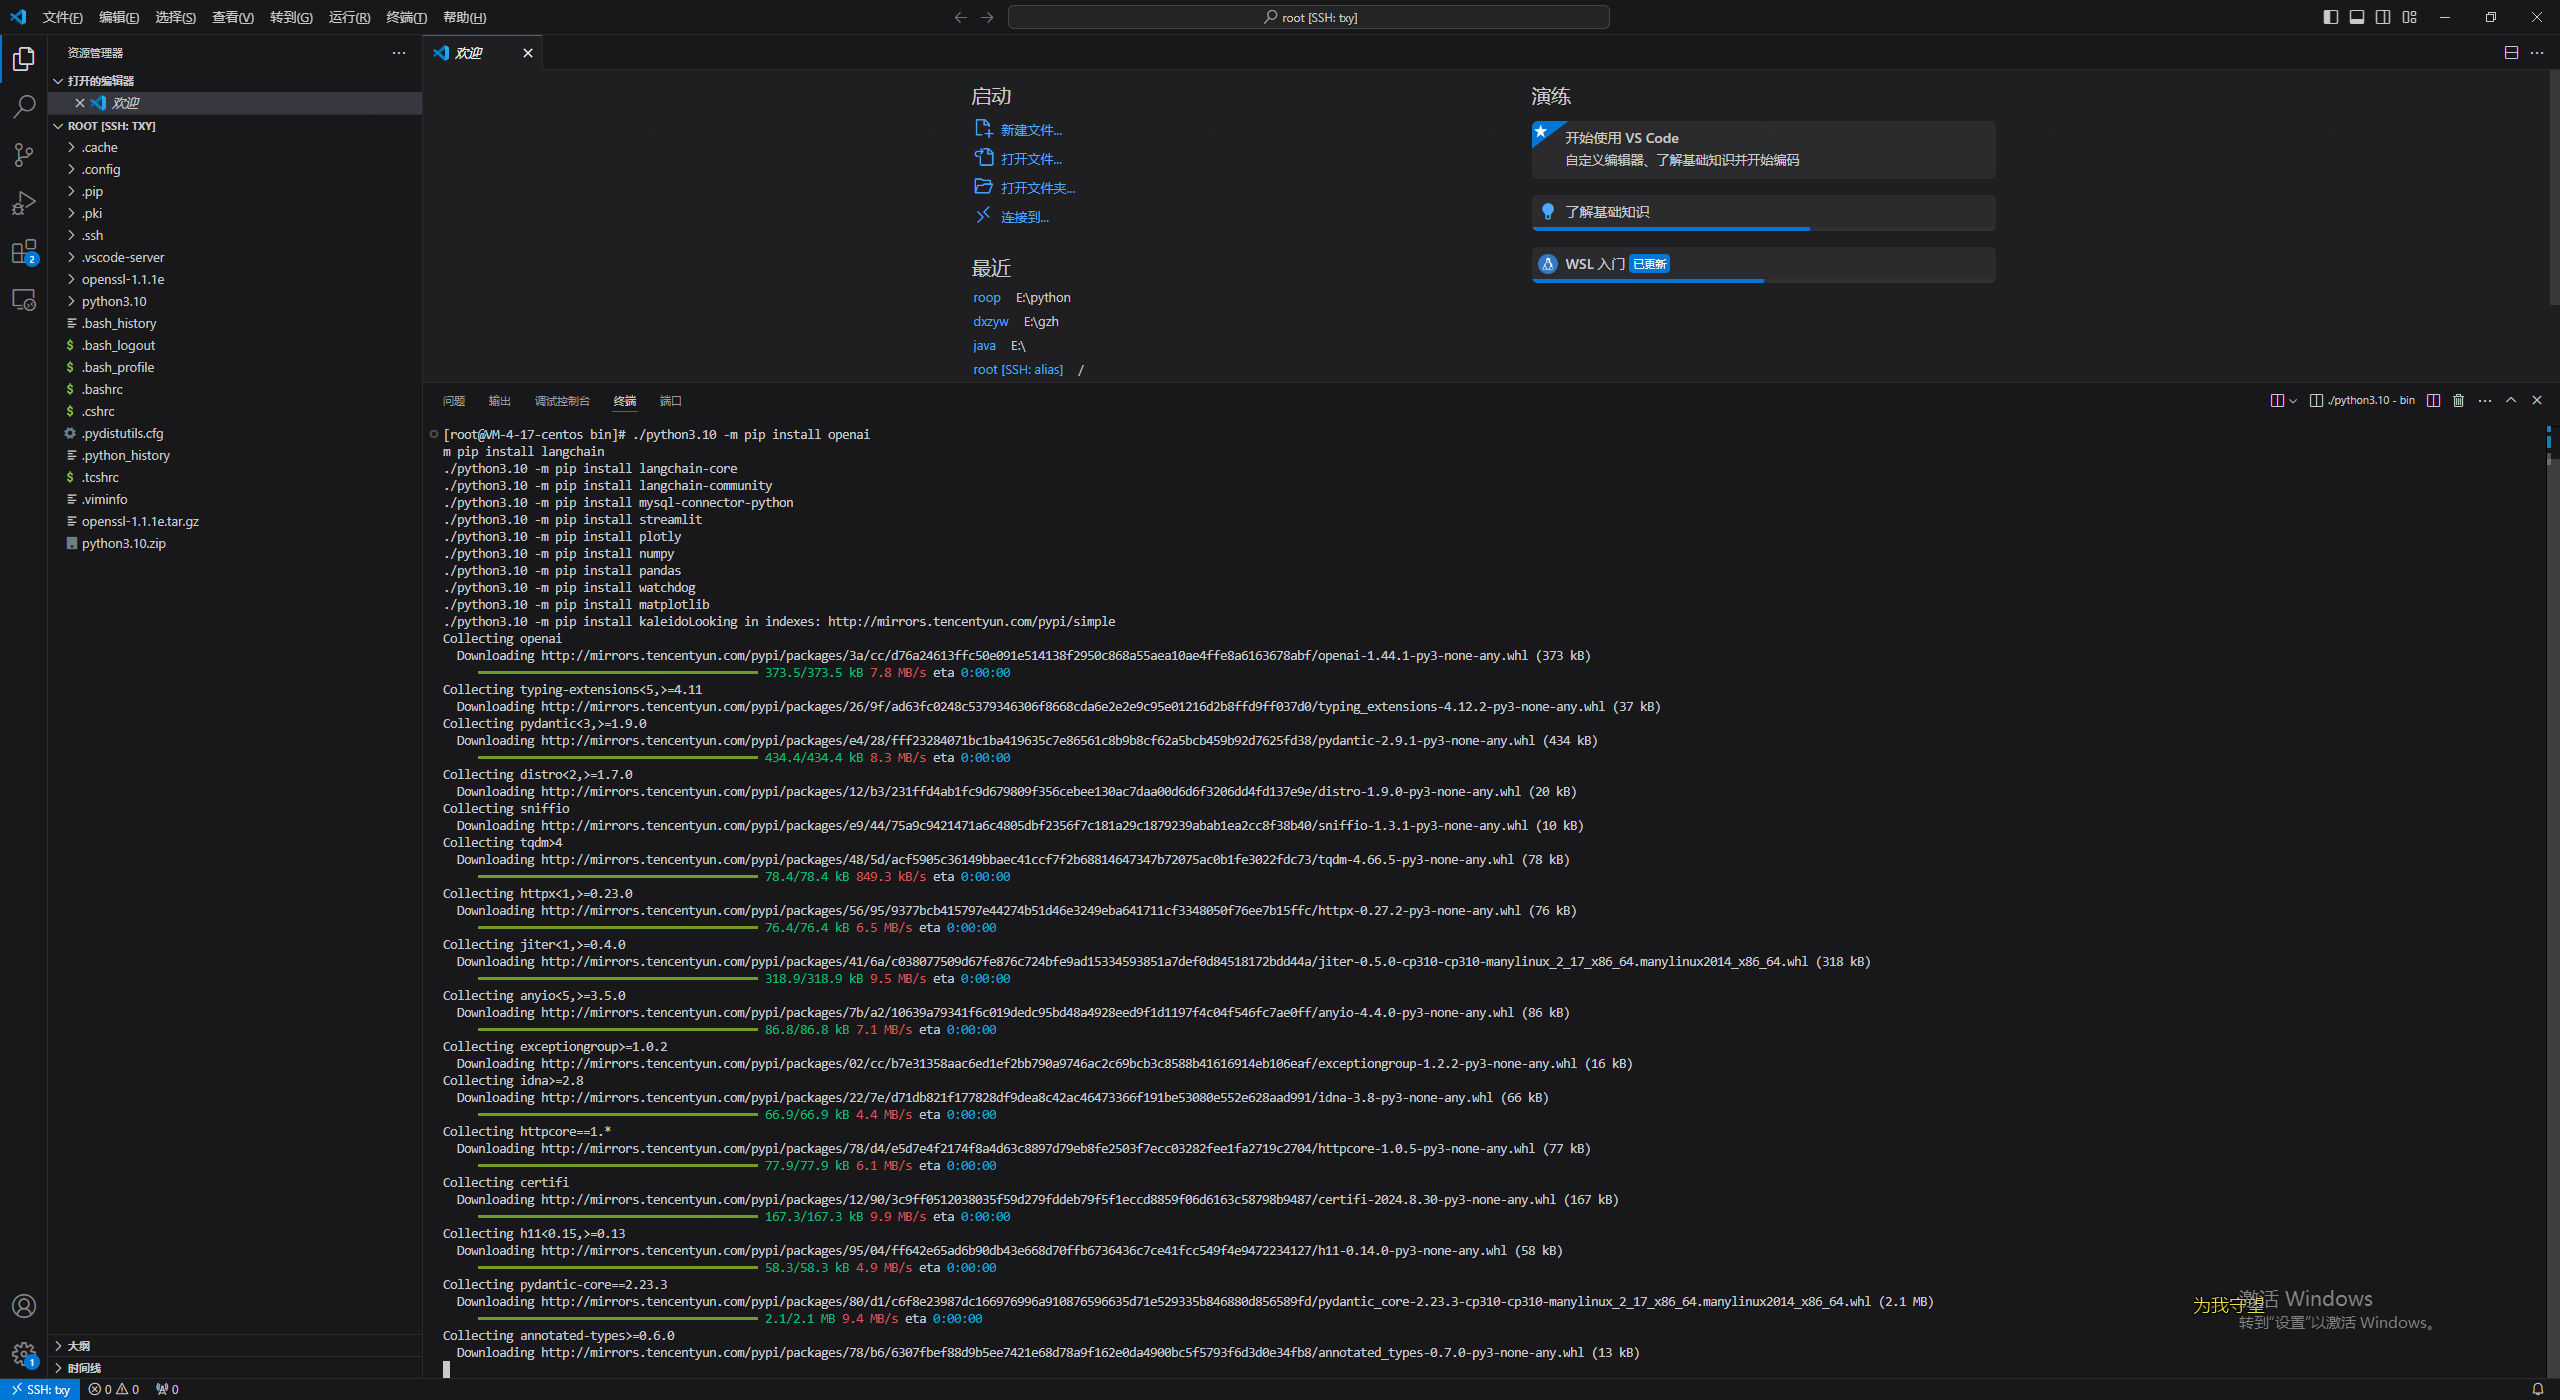 文件(F) 编辑(E) 选择(S) 查看(V) 转到(G) 运行(R) 终端(T) 帮助(H)
root [SSH: txy]
资源管理器
打开的编辑器
欢迎
ROOT [SSH: TXY]
.cache
.config
.pip
.pki
.ssh
.vscode-server
openssl-1.1.1e
python3.10
.bash_history
.bash_logout
.bash_profile
.bashrc
.cshrc
.pydistutils.cfg
.python_history
.tcshrc
.viminfo
openssl-1.1.1e.tar.gz
python3.10.zip
大纲
时间线
2
1
欢迎
启动
新建文件...
打开文件...
打开文件夹...
连接到...
最近
roop E:\python
dxzyw E:\gzh
java E:\
root [SSH: alias] /
演练
开始使用 VS Code
自定义编辑器、了解基础知识并开始编码
了解基础知识
WSL 入门 已更新
问题 输出 调试控制台 终端 端口
./python3.10 - bin
[root@VM-4-17-centos bin]# ./python3.10 -m pip install openai
m pip install langchain
./python3.10 -m pip install langchain-core
./python3.10 -m pip install langchain-community
./python3.10 -m pip install mysql-connector-python
./python3.10 -m pip install streamlit
./python3.10 -m pip install plotly
./python3.10 -m pip install numpy
./python3.10 -m pip install pandas
./python3.10 -m pip install watchdog
./python3.10 -m pip install matplotlib
./python3.10 -m pip install kaleidoLooking in indexes: http://mirrors.tencentyun.com/pypi/simple
Collecting openai
Downloading http://mirrors.tencentyun.com/pypi/packages/3a/cc/d76a24613ffc50e091e514138f2950c868a55aea10ae4ffe8a6163678abf/openai-1.44.1-py3-none-any.whl (373 kB)
373.5/373.5 kB 7.8 MB/s eta 0:00:00
Collecting typing-extensions<5,>=4.11
Downloading http://mirrors.tencentyun.com/pypi/packages/26/9f/ad63fc0248c5379346306f8668cda6e2e2e9c95e01216d2b8ffd9ff037d0/typing_extensions-4.12.2-py3-none-any.whl (37 kB)
Collecting pydantic<3,>=1.9.0
Downloading http://mirrors.tencentyun.com/pypi/packages/e4/28/fff23284071bc1ba419635c7e86561c8b9b8cf62a5bcb459b92d7625fd38/pydantic-2.9.1-py3-none-any.whl (434 kB)
434.4/434.4 kB 8.3 MB/s eta 0:00:00
Collecting distro<2,>=1.7.0
Downloading http://mirrors.tencentyun.com/pypi/packages/12/b3/231ffd4ab1fc9d679809f356cebee130ac7daa00d6d6f3206dd4fd137e9e/distro-1.9.0-py3-none-any.whl (20 kB)
Collecting sniffio
Downloading http://mirrors.tencentyun.com/pypi/packages/e9/44/75a9c9421471a6c4805dbf2356f7c181a29c1879239abab1ea2cc8f38b40/sniffio-1.3.1-py3-none-any.whl (10 kB)
Collecting tqdm>4
Downloading http://mirrors.tencentyun.com/pypi/packages/48/5d/acf5905c36149bbaec41ccf7f2b68814647347b72075ac0b1fe3022fdc73/tqdm-4.66.5-py3-none-any.whl (78 kB)
78.4/78.4 kB 849.3 kB/s eta 0:00:00
Collecting httpx<1,>=0.23.0
Downloading http://mirrors.tencentyun.com/pypi/packages/56/95/9377bcb415797e44274b51d46e3249eba641711cf3348050f76ee7b15ffc/httpx-0.27.2-py3-none-any.whl (76 kB)
76.4/76.4 kB 6.5 MB/s eta 0:00:00
Collecting jiter<1,>=0.4.0
Downloading http://mirrors.tencentyun.com/pypi/packages/41/6a/c038077509d67fe876c724bfe9ad15334593851a7def0d84518172bdd44a/jiter-0.5.0-cp310-cp310-manylinux_2_17_x86_64.manylinux2014_x86_64.whl (318 kB)
318.9/318.9 kB 9.5 MB/s eta 0:00:00
Collecting anyio<5,>=3.5.0
Downloading http://mirrors.tencentyun.com/pypi/packages/7b/a2/10639a79341f6c019dedc95bd48a4928eed9f1d1197f4c04f546fc7ae0ff/anyio-4.4.0-py3-none-any.whl (86 kB)
86.8/86.8 kB 7.1 MB/s eta 0:00:00
Collecting exceptiongroup>=1.0.2
Downloading http://mirrors.tencentyun.com/pypi/packages/02/cc/b7e31358aac6ed1ef2bb790a9746ac2c69bcb3c8588b41616914eb106eaf/exceptiongroup-1.2.2-py3-none-any.whl (16 kB)
Collecting idna>=2.8
Downloading http://mirrors.tencentyun.com/pypi/packages/22/7e/d71db821f177828df9dea8c42ac46473366f191be53080e552e628aad991/idna-3.8-py3-none-any.whl (66 kB)
66.9/66.9 kB 4.4 MB/s eta 0:00:00
Collecting httpcore==1.*
Downloading http://mirrors.tencentyun.com/pypi/packages/78/d4/e5d7e4f2174f8a4d63c8897d79eb8fe2503f7ecc03282fee1fa2719c2704/httpcore-1.0.5-py3-none-any.whl (77 kB)
77.9/77.9 kB 6.1 MB/s eta 0:00:00
Collecting certifi
Downloading http://mirrors.tencentyun.com/pypi/packages/12/90/3c9ff0512038035f59d279fddeb79f5f1eccd8859f06d6163c58798b9487/certifi-2024.8.30-py3-none-any.whl (167 kB)
167.3/167.3 kB 9.9 MB/s eta 0:00:00
Collecting h11<0.15,>=0.13
Downloading http://mirrors.tencentyun.com/pypi/packages/95/04/ff642e65ad6b90db43e668d70ffb6736436c7ce41fcc549f4e9472234127/h11-0.14.0-py3-none-any.whl (58 kB)
58.3/58.3 kB 4.9 MB/s eta 0:00:00
Collecting pydantic-core==2.23.3
Downloading http://mirrors.tencentyun.com/pypi/packages/80/d1/c6f8e23987dc166976996a910876596635d71e529335b846880d856589fd/pydantic_core-2.23.3-cp310-cp310-manylinux_2_17_x86_64.manylinux2014_x86_64.whl (2.1 MB)
2.1/2.1 MB 9.4 MB/s eta 0:00:00
Collecting annotated-types>=0.6.0
Downloading http://mirrors.tencentyun.com/pypi/packages/78/b6/6307fbef88d9b5ee7421e68d78a9f162e0da4900bc5f5793f6d3d0e34fb8/annotated_types-0.7.0-py3-none-any.whl (13 kB)
为我守望
激活 Windows
转到“设置”以激活 Windows。
SSH: txy 0 0 0